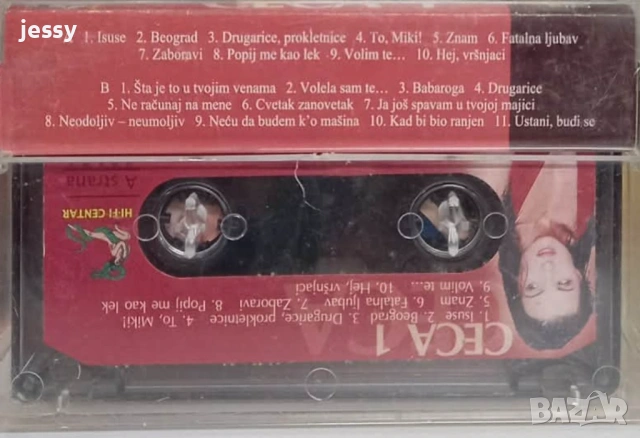 jessy
1. Isuse 2. Beograd 3. Drugarice, prokletnice 4. To, Miki! 5. Znam 6. Fatalna ljubav
7. Zaboravi 8. Popij me kao lek 9. Volim te... 10. Hej, vršnjaci
B 1. Šta je to u tvojim venama 2. Volela sam te... 3. Babaroga 4. Drugarice
5. Ne računaj na mene 6. Cvetak zanovetak 7. Ja još spavam u tvojoj majici
8. Neodoljiv – neumoljiv 9. Neću da budem k'o mašina 10. Kad bi bio ranjen 11. Ustani, budi se
A strana
HI-FI CENTAR
CECA 1
1. Isuse 2. Beograd 3. Drugarice, prokletnice 4. To, Miki!
5. Znam 6. Fatalna ljubav 7. Zaboravi 8. Popij me kao lek
9. Volim te... 10. Hej, vršnjaci
BAZAR